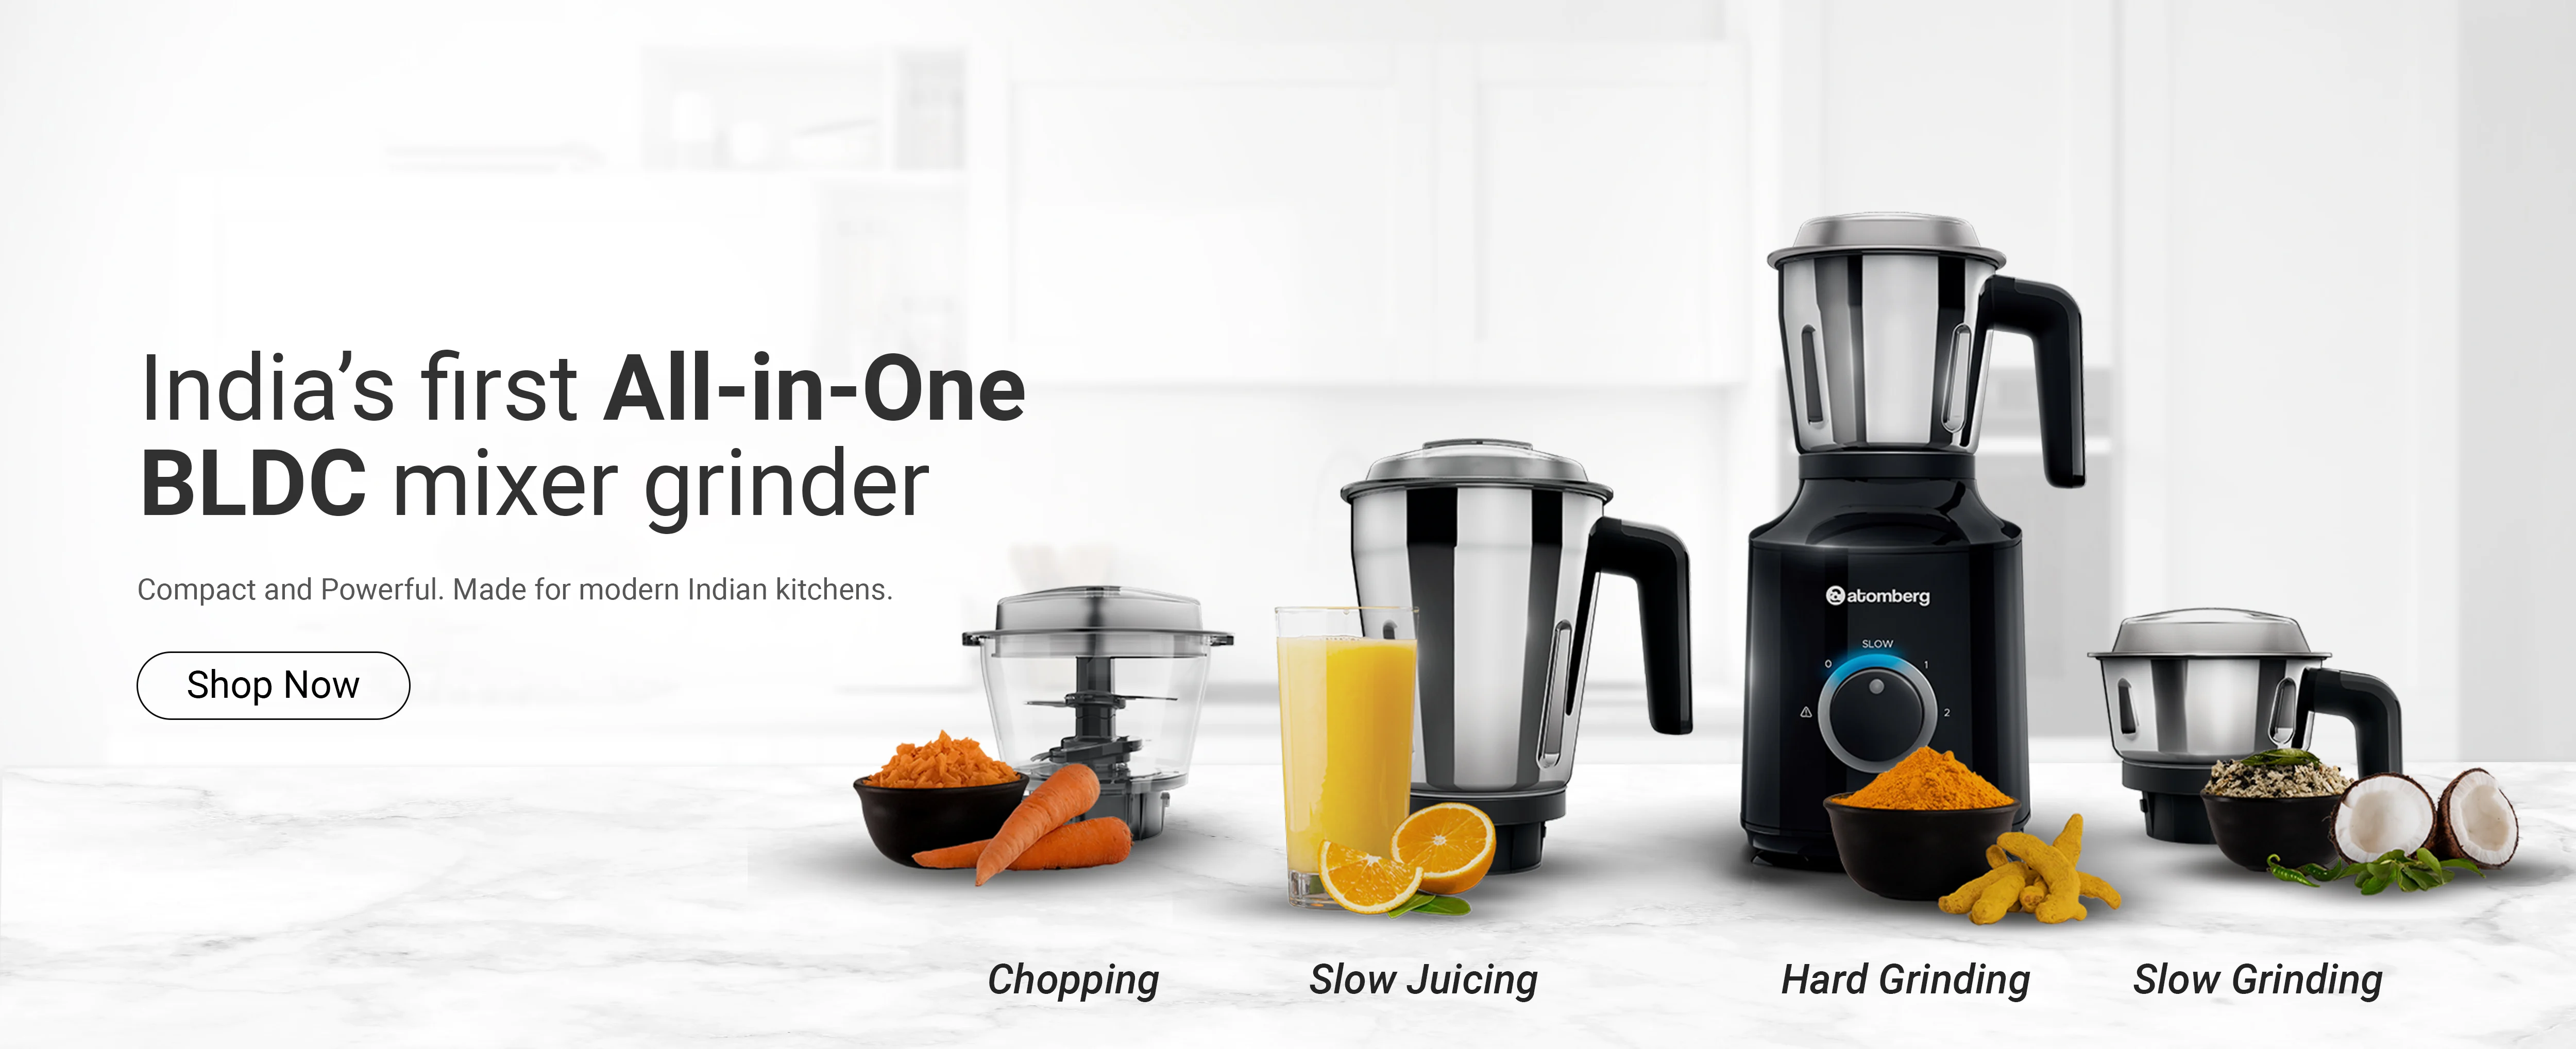 India’s first All-in-One
BLDC mixer grinder
Compact and Powerful. Made for modern Indian kitchens.
Shop Now
atomberg
SLOW
0
1
2
Chopping
Slow Juicing
Hard Grinding
Slow Grinding